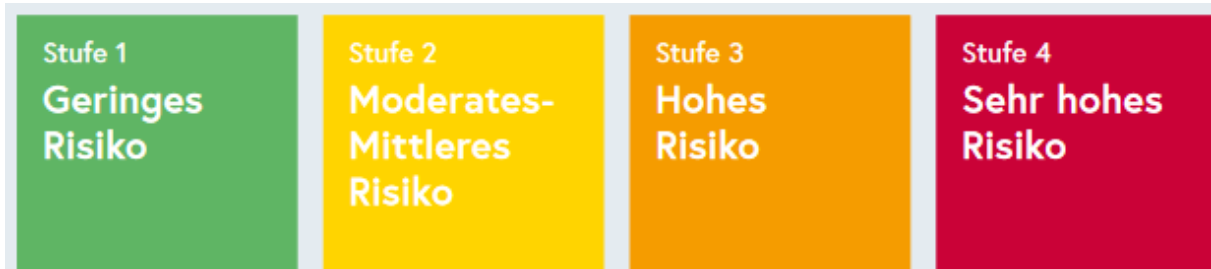 Stufe 1
Geringes
Risiko
Stufe 2
Moderates-
Mittleres
Risiko
Stufe 3
Hohes
Risiko
Stufe 4
Sehr hohes
Risiko